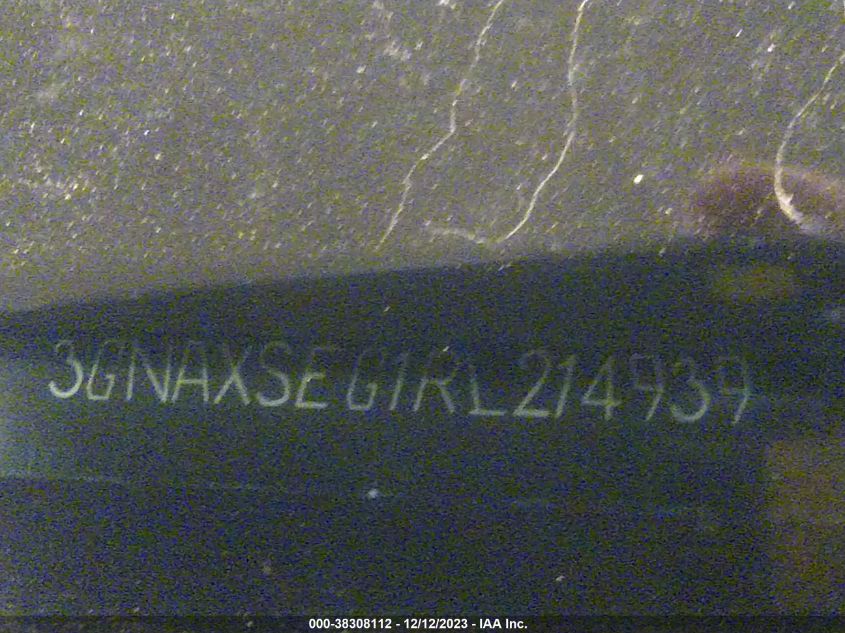 3GNAXSEG1RL214939
000-38308112 - 12/12/2023 - IAA Inc.